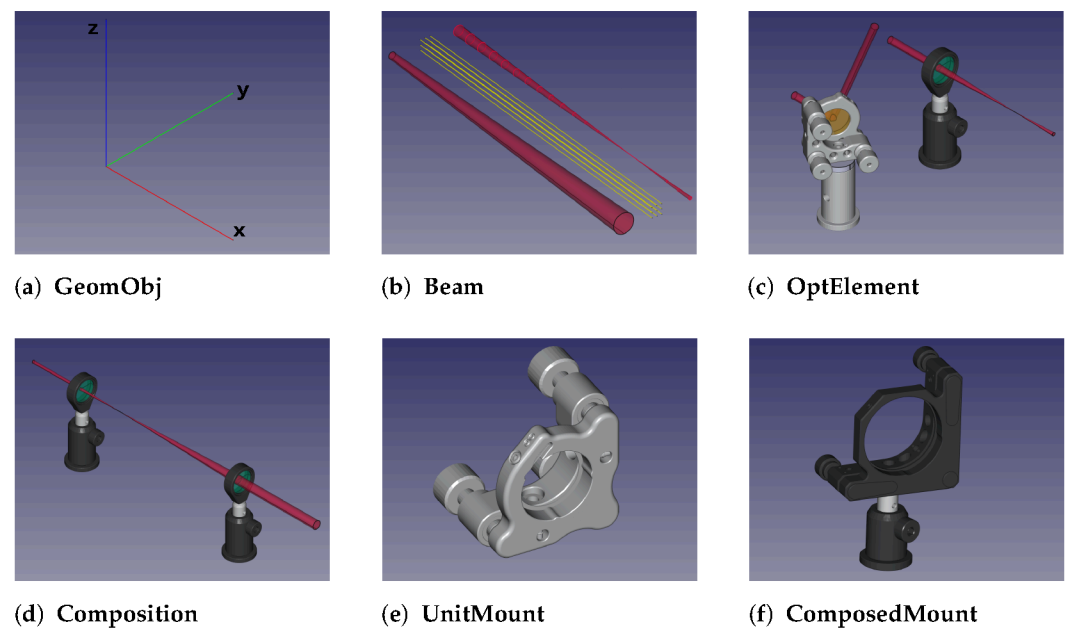 z
y
x
(a) GeomObj
(b) Beam
(c) OptElement
(d) Composition
(e) UnitMount
(f) ComposedMount